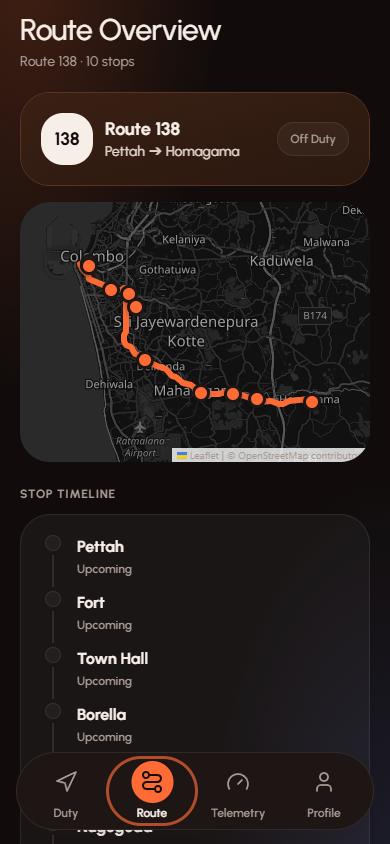 Route Overview
Route 138 · 10 stops
138
Route 138
Pettah → Homagama
Off Duty
Kelaniya
Malwana
Kaduwela
Gothatuwa
B174
Sri Jayewardenepura
Kotte
Dehiwala
Ratmalana
Airport
Leaflet | © OpenStreetMap
STOP TIMELINE
Pettah
Upcoming
Fort
Upcoming
Town Hall
Upcoming
Borella
Upcoming
Duty
Route
Telemetry
Profile